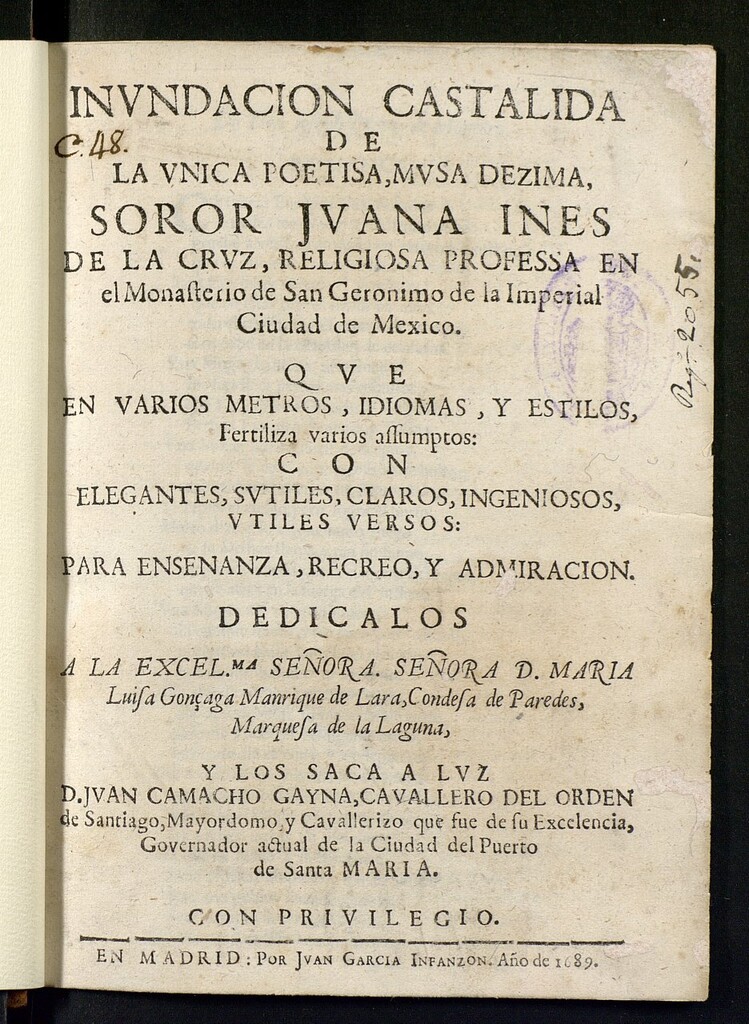 INVNDACION CASTALIDA
C. 48.
D E
LA VNICA POETISA, MVSA DEZIMA,
SOROR JVANA INES
DE LA CRVZ, RELIGIOSA PROFESSA EN
el Monaſterio de San Geronimo de la Imperial
Ciudad de Mexico.
Rg.ª 2055.
Q V E
EN VARIOS METROS, IDIOMAS, Y ESTILOS,
Fertiliza varios aſſumptos:
C O N
ELEGANTES, SVTILES, CLAROS, INGENIOSOS,
VTILES VERSOS:
PARA ENSENANZA, RECREO, Y ADMIRACION.
DEDICALOS
A LA EXCEL.MA SEÑORA. SEÑORA D. MARIA
Luiſa Gonçaga Manrique de Lara, Condeſa de Paredes,
Marqueſa de la Laguna,
Y LOS SACA A LVZ
D. JVAN CAMACHO GAYNA, CAVALLERO DEL ORDEN
de Santiago, Mayordomo, y Cavallerizo que fue de ſu Excelencia,
Governador actual de la Ciudad del Puerto
de Santa MARIA.
CON PRIVILEGIO.
EN MADRID: POR JVAN GARCIA INFANZON. Año de 1689.